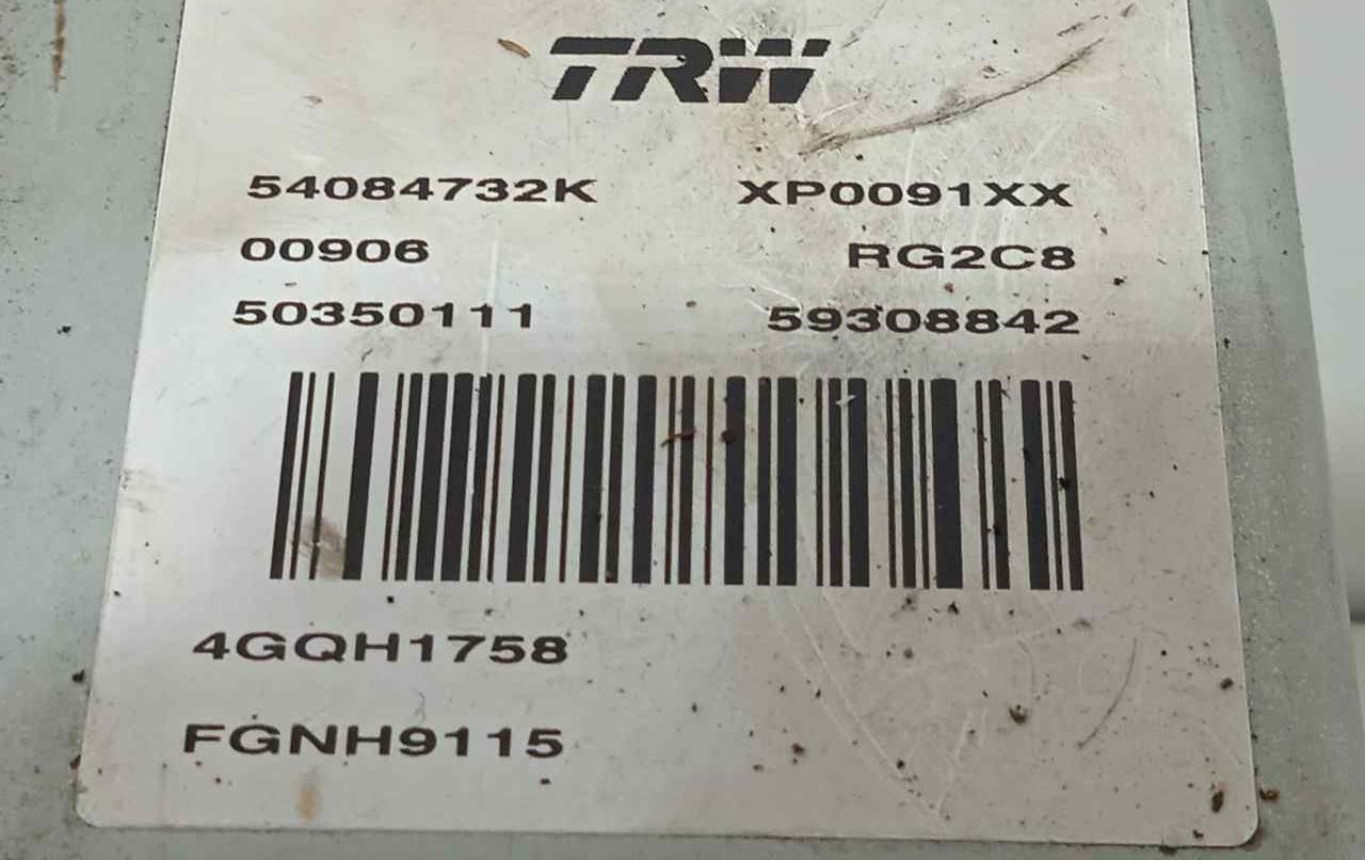 TRW
54084732K XP0091XX
00906 RG2C8
50350111 59308842
4GQH1758
FGNH9115